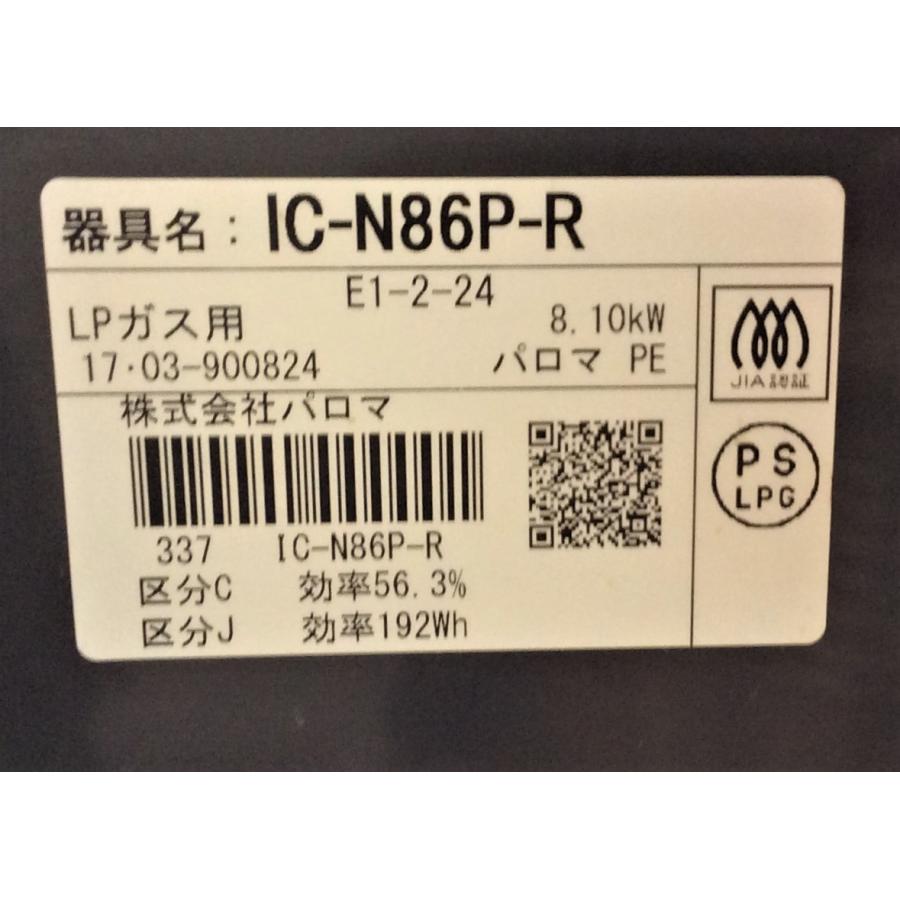 器具名：IC-N86P-R
E1-2-24
LPガス用 8.10kW
17･03-900824 パロマ PE
株式会社パロマ
337 IC-N86P-R
区分C 効率56.3%
区分J 効率192Wh
JIA認証
PS
LPG